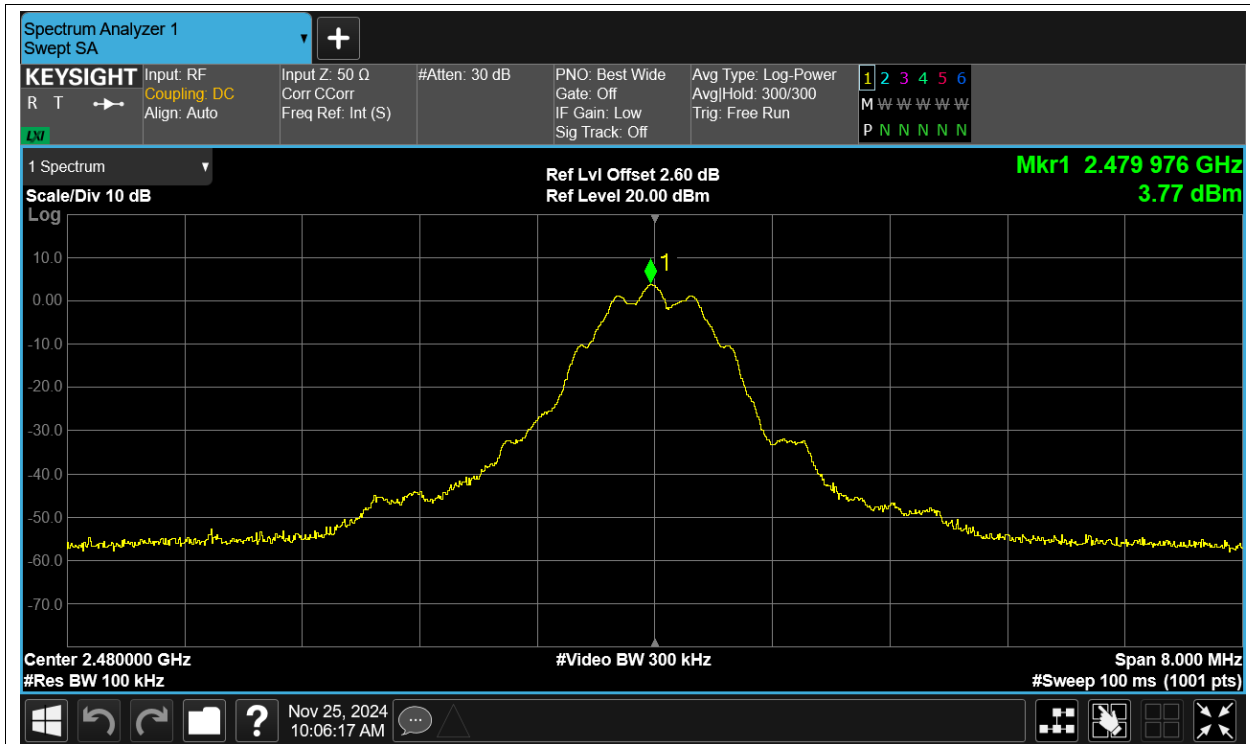 Spectrum Analyzer 1
Swept SA
+
KEYSIGHT
R T
LXI
Input: RF
Coupling: DC
Align: Auto
Input Z: 50 Ω
Corr CCorr
Freq Ref: Int (S)
#Atten: 30 dB
PNO: Best Wide
Gate: Off
IF Gain: Low
Sig Track: Off
Avg Type: Log-Power
Avg|Hold: 300/300
Trig: Free Run
1 2 3 4 5 6
M W W W W W
P N N N N N
1 Spectrum
Scale/Div 10 dB
Log
Ref Lvl Offset 2.60 dB
Ref Level 20.00 dBm
Mkr1 2.479 976 GHz
3.77 dBm
1
10.0
0.00
-10.0
-20.0
-30.0
-40.0
-50.0
-60.0
-70.0
Center 2.480000 GHz
#Res BW 100 kHz
#Video BW 300 kHz
Span 8.000 MHz
#Sweep 100 ms (1001 pts)
?
Nov 25, 2024
10:06:17 AM